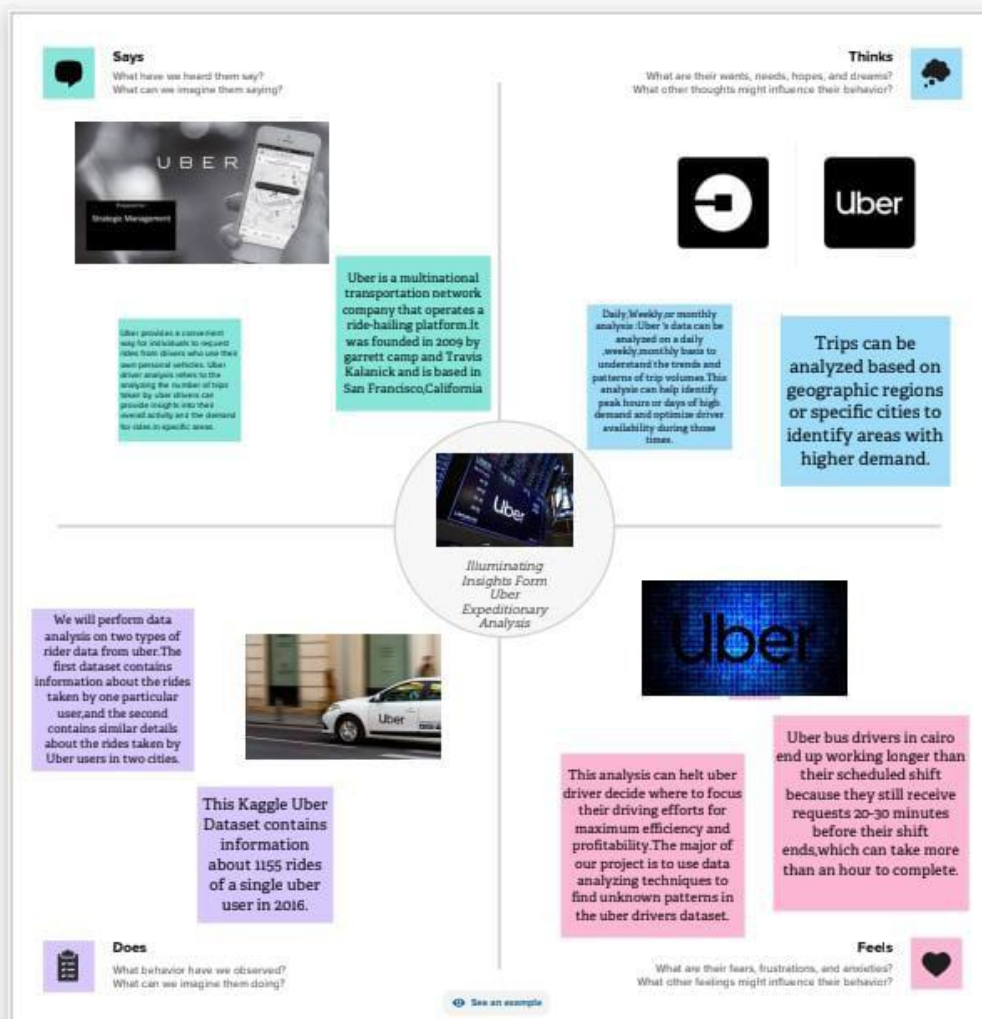 Says
What have we heard them say?
What can we imagine them saying?
Thinks
What are their wants, needs, hopes, and dreams?
What other thoughts might influence their behavior?
UBER
Strategic Management
Uber
Uber is a multinational
transportation network
company that operates a
ride-hailing platform.It
was founded in 2009 by
garrett camp and Travis
Kalanick and is based in
San Francisco,California
Uber provides a convenient
way for individuals to request
rides from drivers who use their
own personal vehicles. Uber
driver analysis refers to the
analyzing the number of trips
taken by uber drivers can
provide insights into their
overall activity and the demand
for rides in specific areas.
Daily,Weekly,or monthly
analysis :Uber 's data can be
analyzed on a daily
,weekly,monthly basis to
understand the trends and
patterns of trip volumes.This
analysis can help identify
peak hours or days of high
demand and optimize driver
availability during those
times.
Trips can be
analyzed based on
geographic regions
or specific cities to
identify areas with
higher demand.
Uber
Illuminating
Insights Form
Uber
Expeditionary
Analysis
We will perform data
analysis on two types of
rider data from uber.The
first dataset contains
information about the rides
taken by one particular
user,and the second
contains similar details
about the rides taken by
Uber users in two cities.
Uber
This Kaggle Uber
Dataset contains
information
about 1155 rides
of a single uber
user in 2016.
Uber
This analysis can helt uber
driver decide where to focus
their driving efforts for
maximum efficiency and
profitability.The major of
our project is to use data
analyzing techniques to
find unknown patterns in
the uber drivers dataset.
Uber bus drivers in cairo
end up working longer than
their scheduled shift
because they still receive
requests 20-30 minutes
before their shift
ends,which can take more
than an hour to complete.
Does
What behavior have we observed?
What can we imagine them doing?
Feels
What are their fears, frustrations, and anxieties?
What other feelings might influence their behavior?
See an example